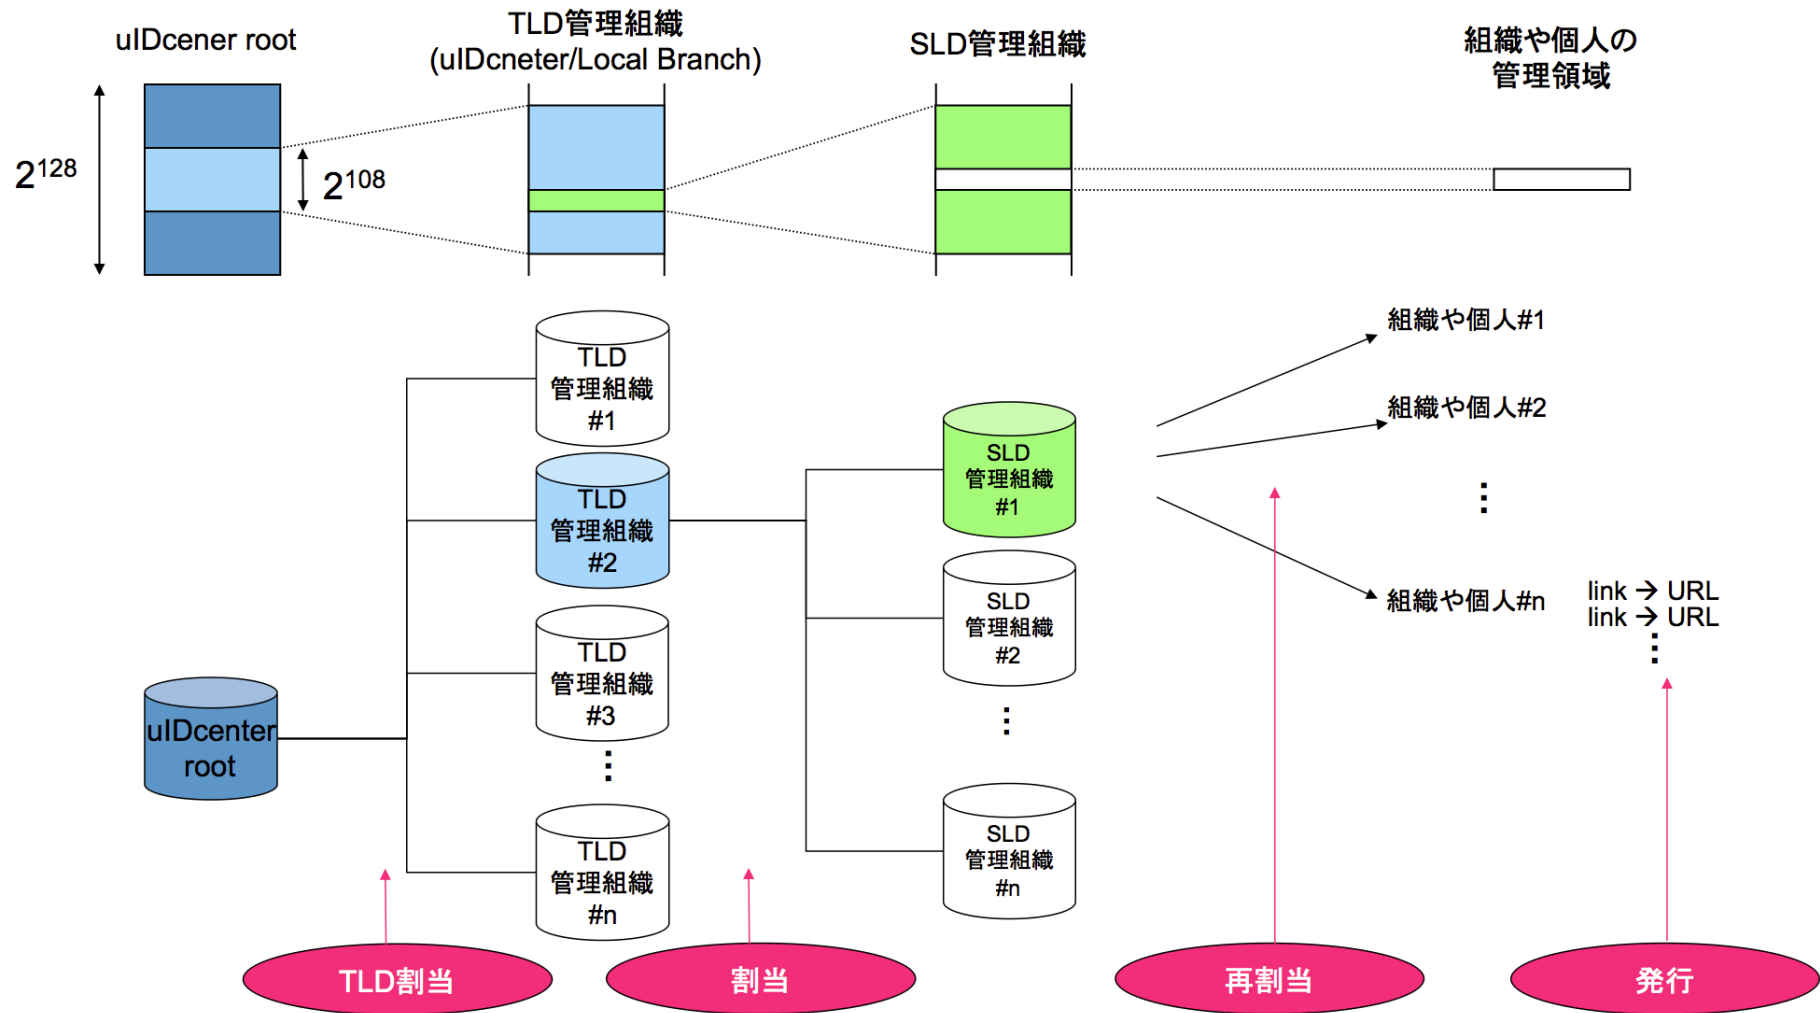 uIDcener root
TLD管理組織
(uIDcneter/Local Branch)
SLD管理組織
組織や個人の
管理領域
2128
2108
組織や個人#1
組織や個人#2
⋮
組織や個人#n
link → URL
link → URL
⋮
TLD
管理組織
#1
TLD
管理組織
#2
TLD
管理組織
#3
⋮
TLD
管理組織
#n
SLD
管理組織
#1
SLD
管理組織
#2
⋮
SLD
管理組織
#n
uIDcenter
root
TLD割当
割当
再割当
発行